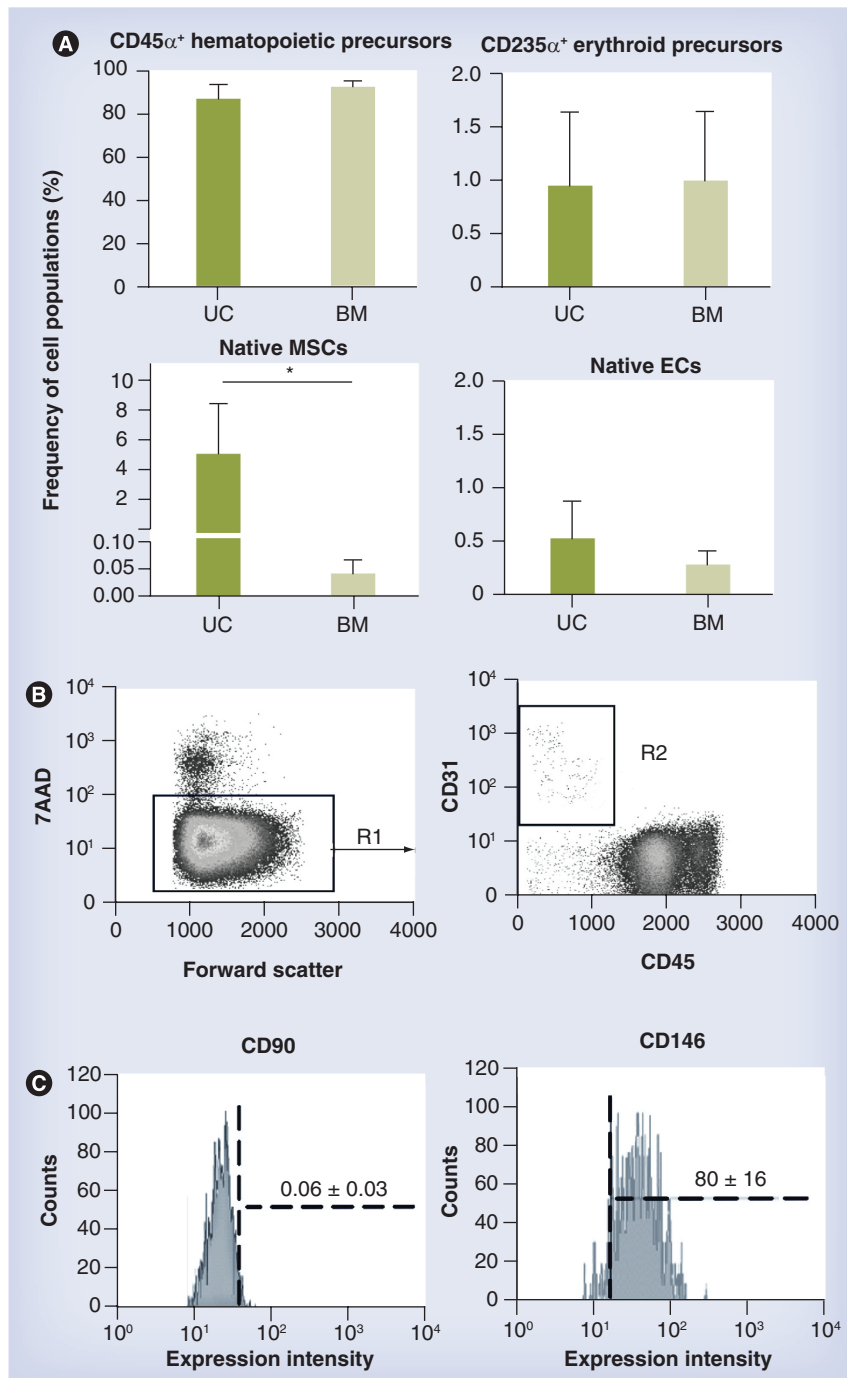 A
CD45α⁺ hematopoietic precursors
CD235α⁺ erythroid precursors
Frequency of cell populations (%)
100
80
60
40
20
0
UC
BM
2.0
1.5
1.0
0.5
0
UC
BM
Native MSCs
10
8
6
4
2
0.10
0.05
0.00
*
UC
BM
Native ECs
2.0
1.5
1.0
0.5
0
UC
BM
B
7AAD
10⁴
10³
10²
10¹
0
R1
0 1000 2000 3000 4000
Forward scatter
CD31
10⁴
10³
10²
10¹
0
R2
0 1000 2000 3000 4000
CD45
C
CD90
Counts
120
100
80
60
40
20
0
0.06 ± 0.03
10⁰ 10¹ 10² 10³ 10⁴
Expression intensity
CD146
Counts
120
100
80
60
40
20
0
80 ± 16
10⁰ 10¹ 10² 10³ 10⁴
Expression intensity